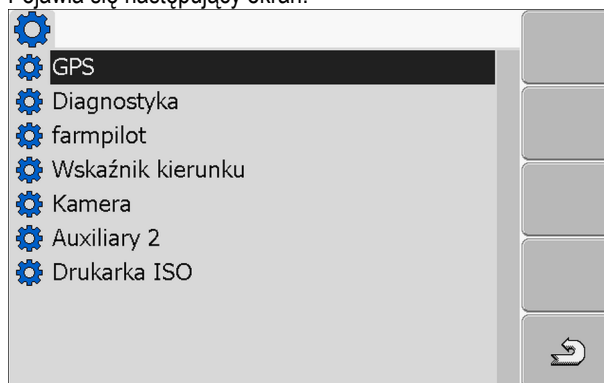 Pojawia się następujący ekran:
GPS
Diagnostyka
farmpilot
Wskaźnik kierunku
Kamera
Auxiliary 2
Drukarka ISO